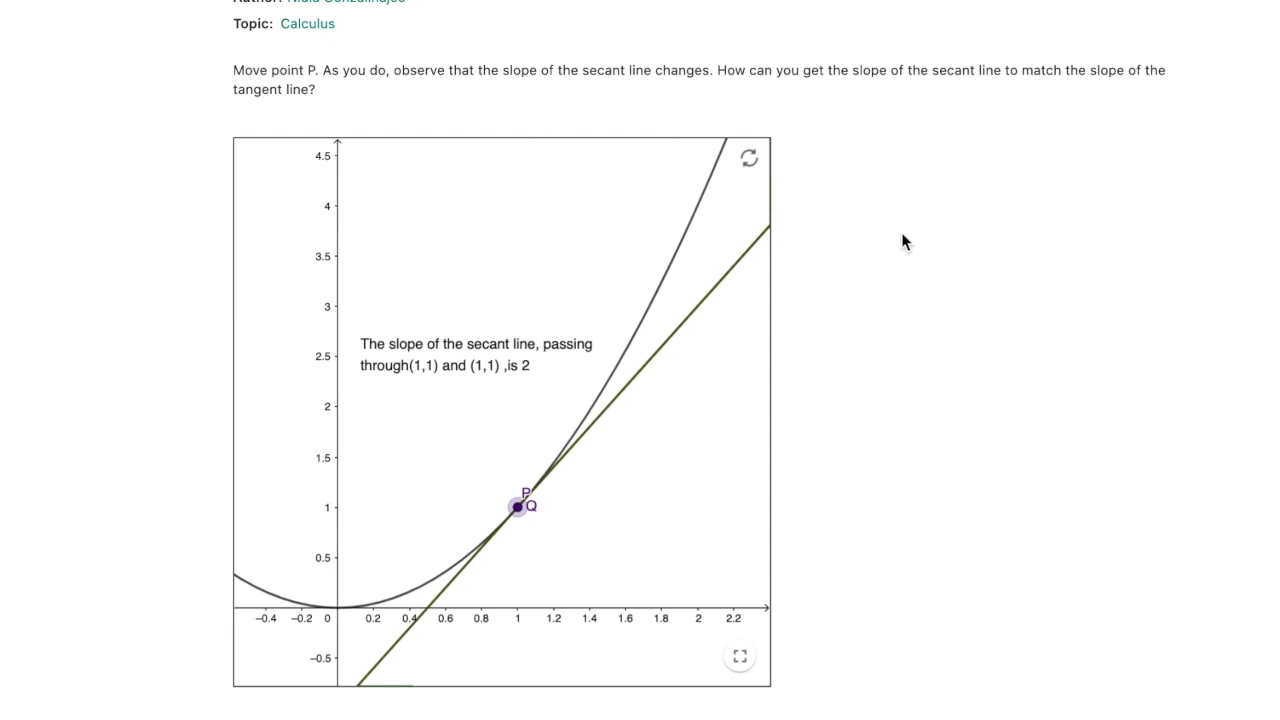 Topic: Calculus
Move point P. As you do, observe that the slope of the secant line changes. How can you get the slope of the secant line to match the slope of the
tangent line?
4.5
4
3.5
3
The slope of the secant line, passing
2.5
through(1,1) and (1,1) ,is 2
2
1.5
P
1
Q
0.5
−0.4 −0.2 0 0.2 0.4 0.6 0.8 1 1.2 1.4 1.6 1.8 2 2.2
−0.5